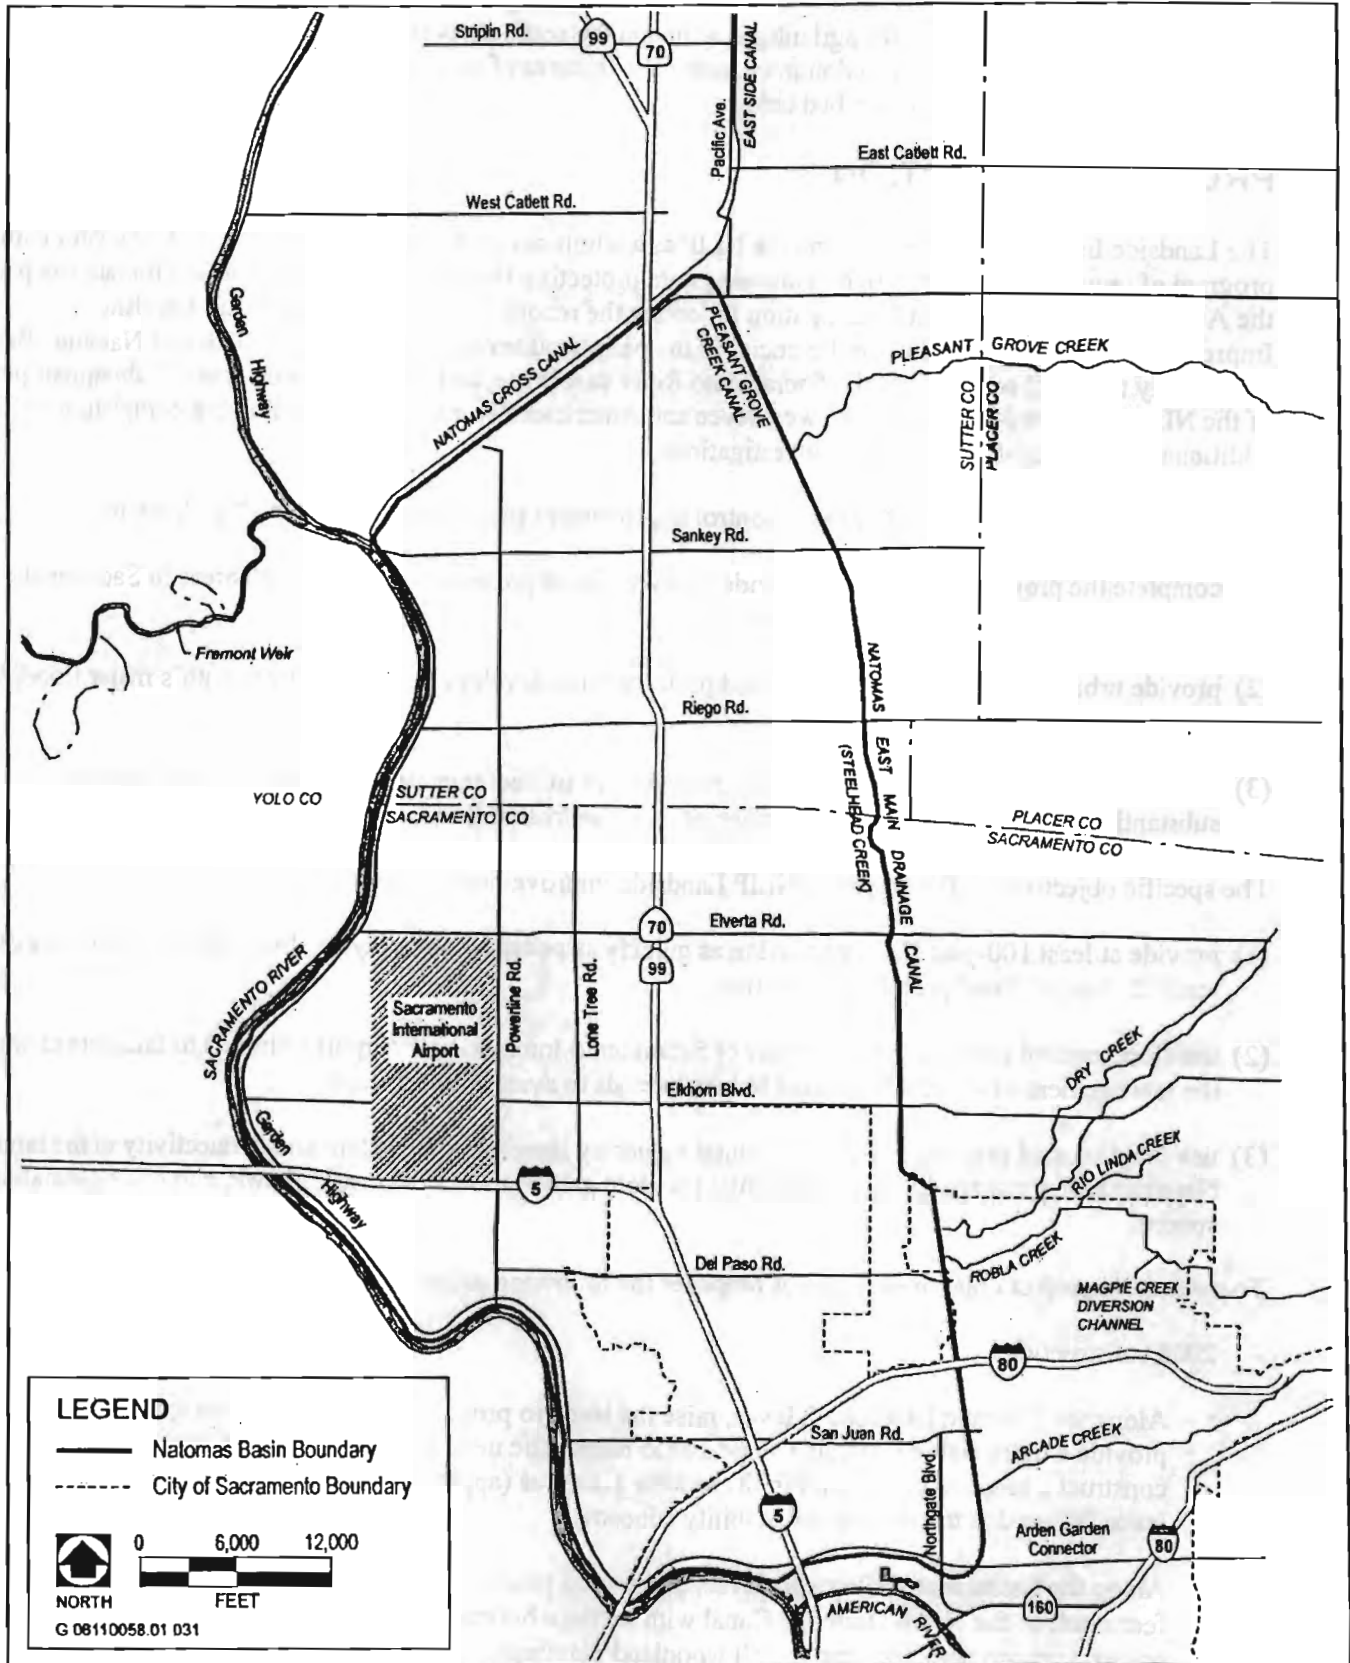 Striplin Rd.
99
70
Pacific Ave.
EAST SIDE CANAL
East Catlett Rd.
West Catlett Rd.
Garden Highway
NATOMAS CROSS CANAL
PLEASANT GROVE
CREEK CANAL
PLEASANT GROVE CREEK
SUTTER CO
PLACER CO
Sankey Rd.
Fremont Weir
NATOMAS EAST MAIN DRAINAGE CANAL
(STEELHEAD CREEK)
Riego Rd.
YOLO CO
SUTTER CO
SACRAMENTO CO
PLACER CO
SACRAMENTO CO
70
99
Elverta Rd.
SACRAMENTO RIVER
Sacramento
International
Airport
Powerline Rd.
Lone Tree Rd.
DRY CREEK
Elkhorn Blvd.
Garden Highway
5
RIO LINDA CREEK
ROBLA CREEK
Del Paso Rd.
MAGPIE CREEK
DIVERSION
CHANNEL
80
San Juan Rd.
ARCADE CREEK
Northgate Blvd.
5
Arden Garden
Connector
80
160
AMERICAN RIVER
LEGEND
Natomas Basin Boundary
City of Sacramento Boundary
0 6,000 12,000
FEET
NORTH
G 06110058.01 031